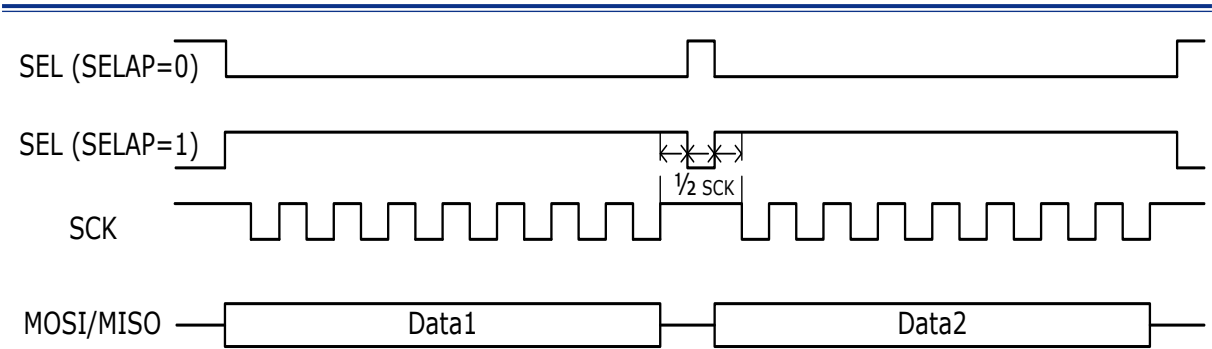 SEL (SELAP=0)
SEL (SELAP=1)
½ SCK
SCK
MOSI/MISO
Data1
Data2